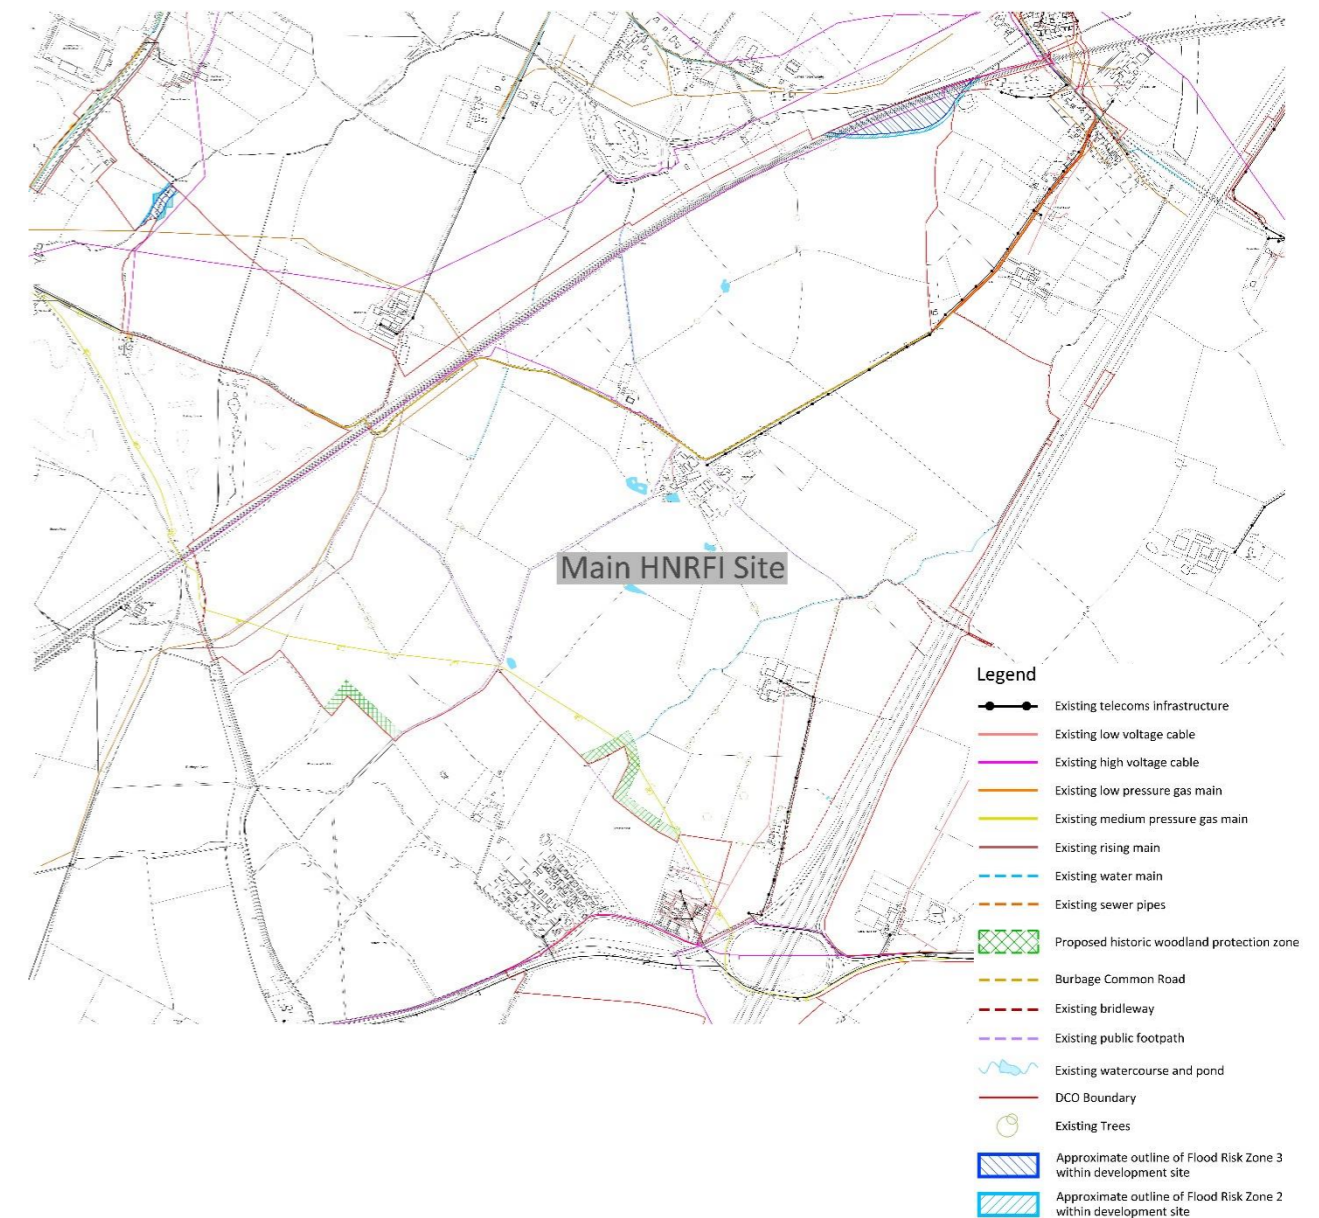 Main HNRFI Site
Legend
Existing telecoms infrastructure
Existing low voltage cable
Existing high voltage cable
Existing low pressure gas main
Existing medium pressure gas main
Existing rising main
Existing water main
Existing sewer pipes
Proposed historic woodland protection zone
Burbage Common Road
Existing bridleway
Existing public footpath
Existing watercourse and pond
DCO Boundary
Existing Trees
Approximate outline of Flood Risk Zone 3
within development site
Approximate outline of Flood Risk Zone 2
within development site